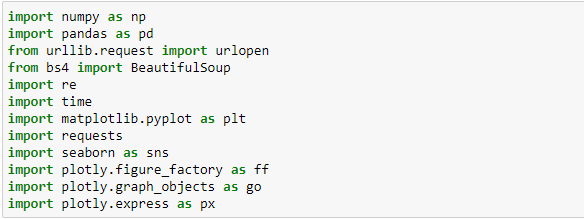 import numpy as np
import pandas as pd
from urllib.request import urlopen
from bs4 import BeautifulSoup
import re
import time
import matplotlib.pyplot as plt
import requests
import seaborn as sns
import plotly.figure_factory as ff
import plotly.graph_objects as go
import plotly.express as px